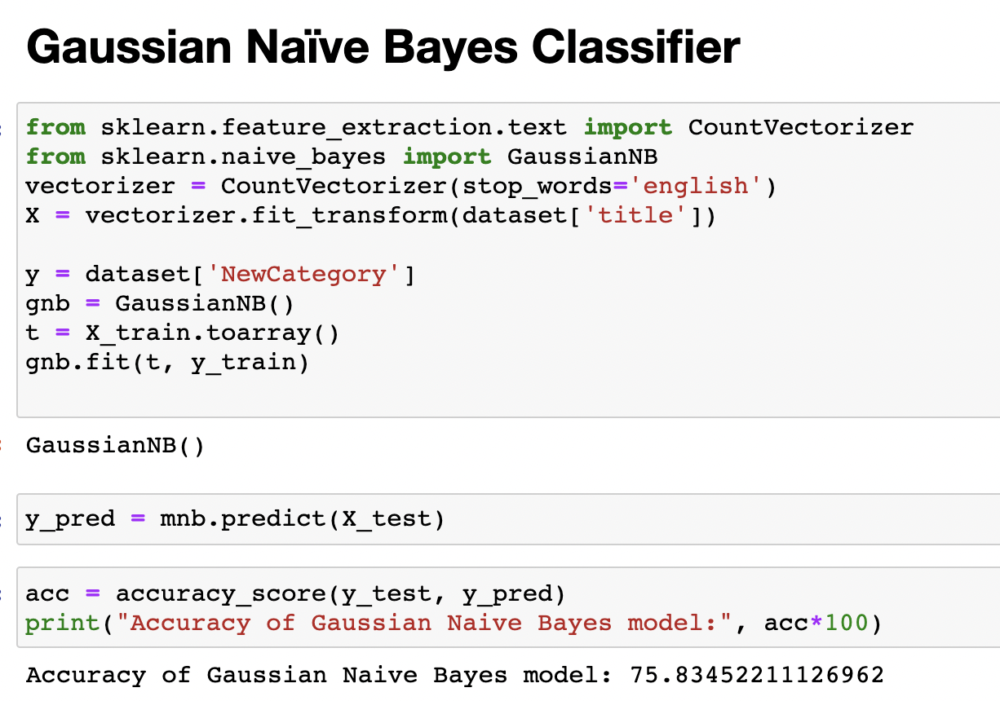 Gaussian Naïve Bayes Classifier
from sklearn.feature_extraction.text import CountVectorizer
from sklearn.naive_bayes import GaussianNB
vectorizer = CountVectorizer(stop_words='english')
X = vectorizer.fit_transform(dataset['title'])
y = dataset['NewCategory']
gnb = GaussianNB()
t = X_train.toarray()
gnb.fit(t, y_train)
GaussianNB()
y_pred = mnb.predict(X_test)
acc = accuracy_score(y_test, y_pred)
print("Accuracy of Gaussian Naive Bayes model:", acc*100)
Accuracy of Gaussian Naive Bayes model: 75.83452211126962